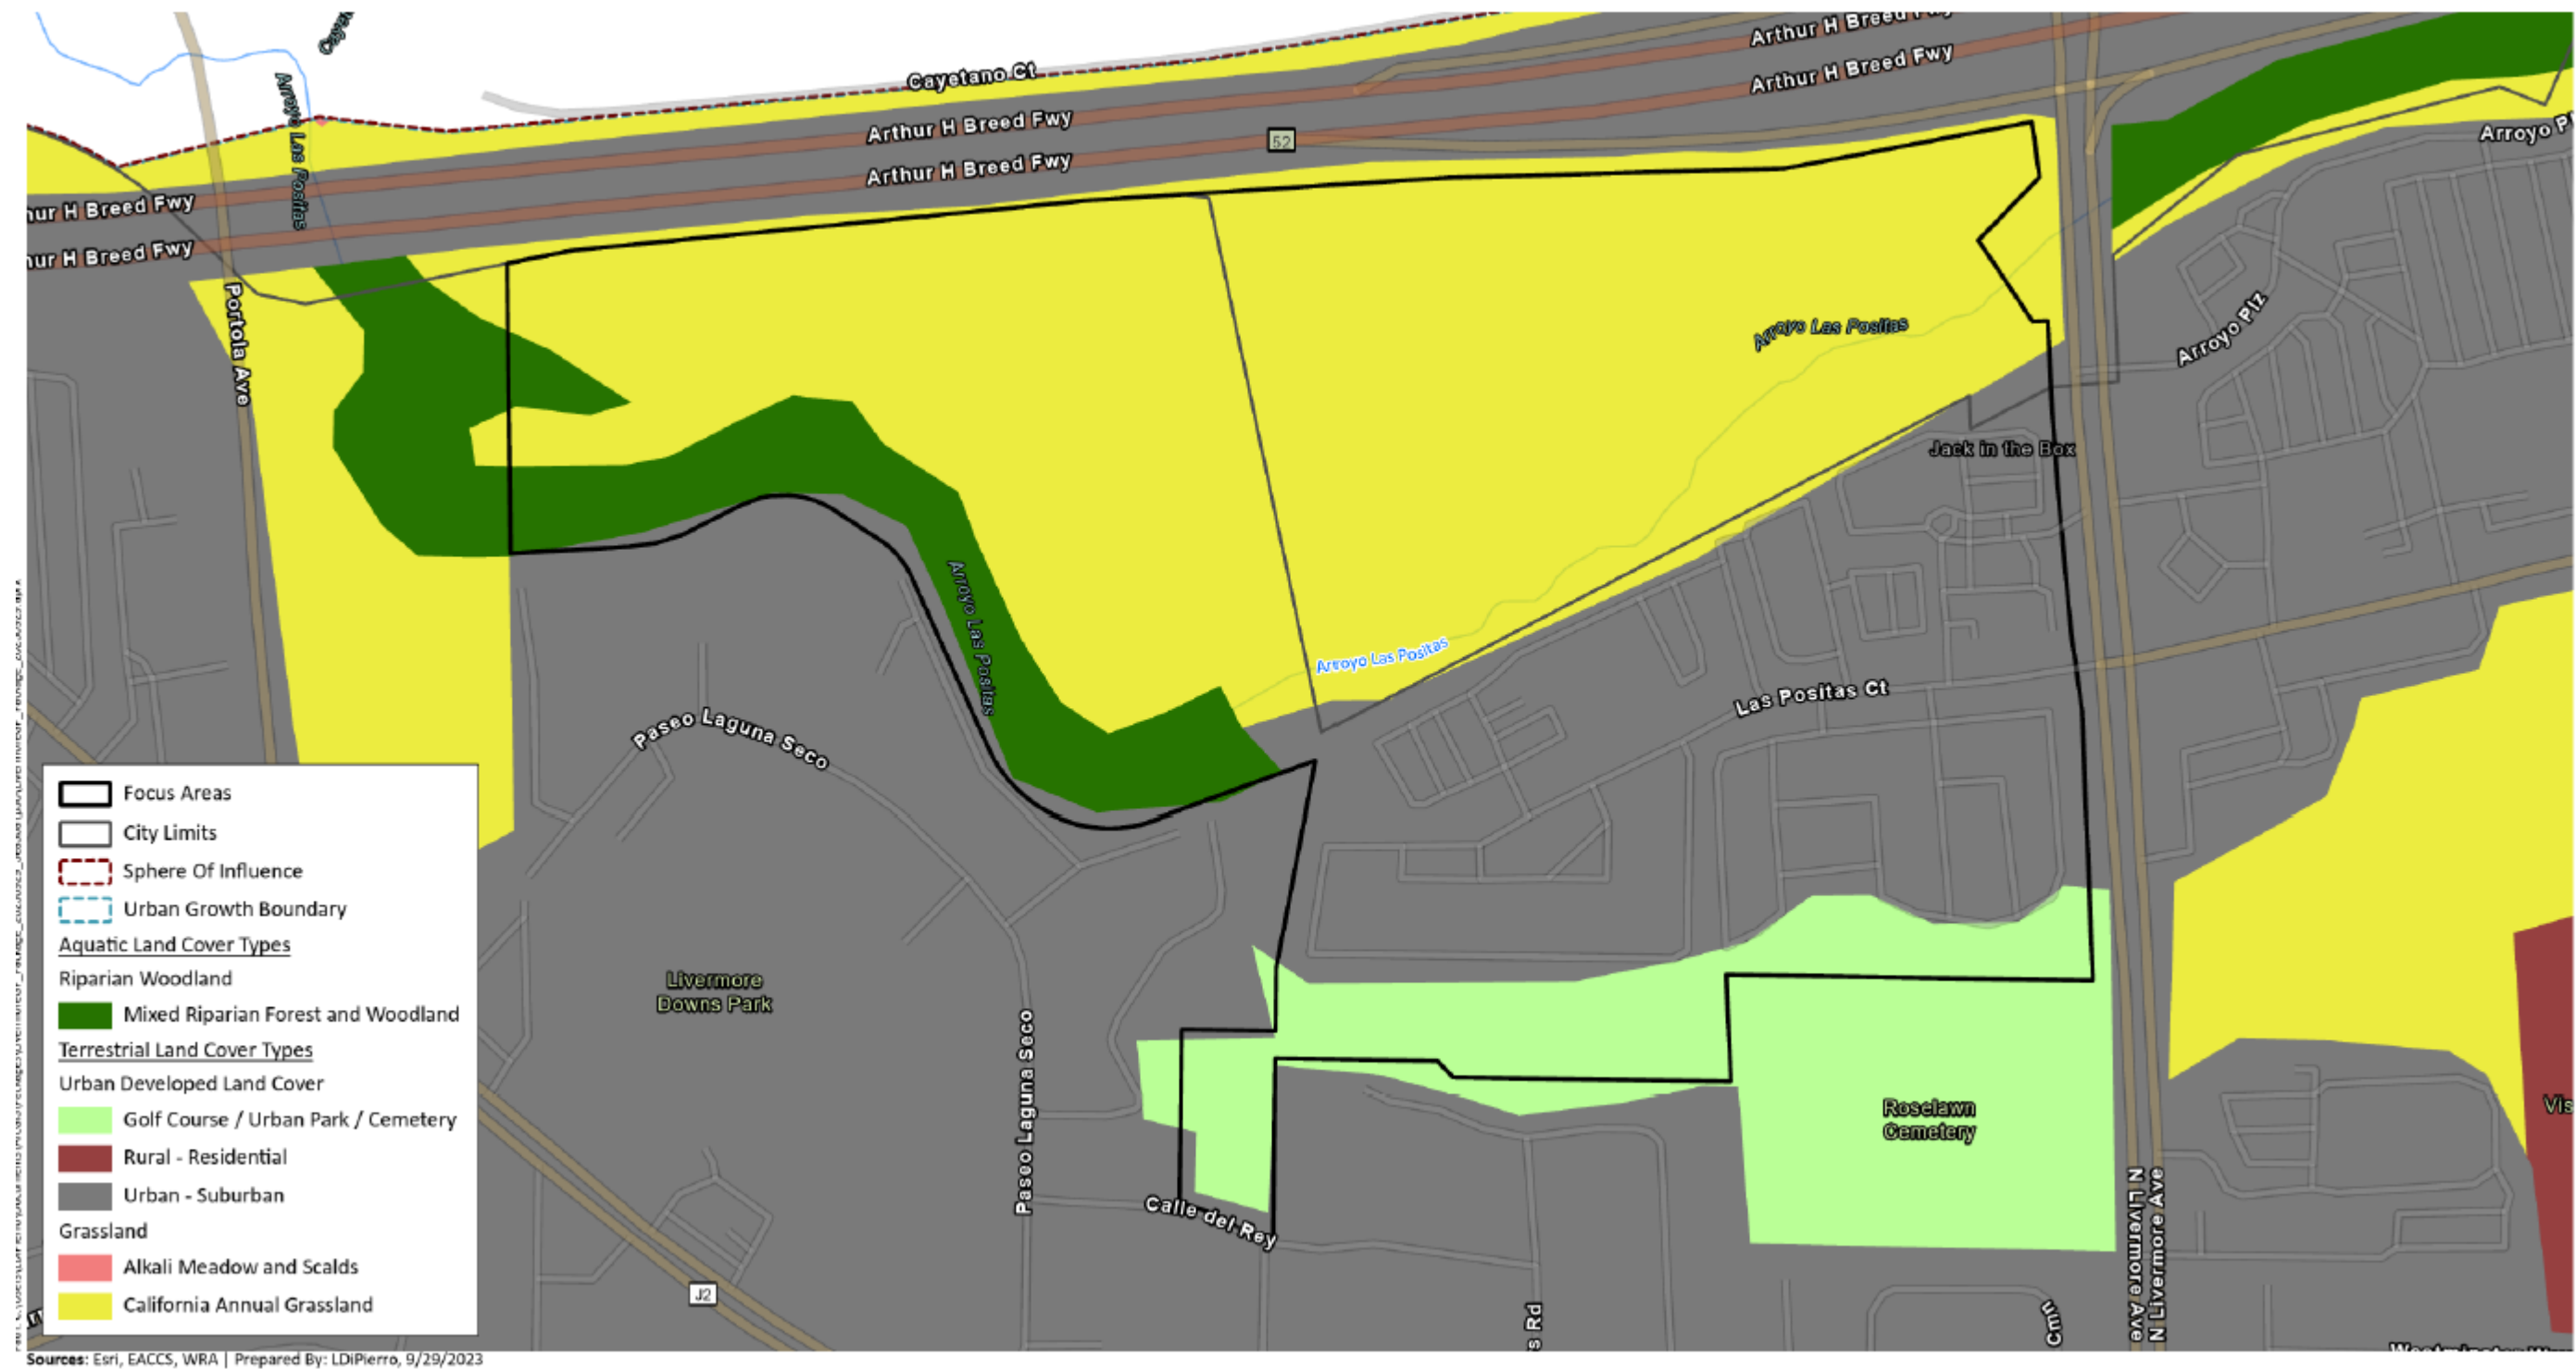 Cayetano Ct
Arthur H Breed Fwy
Arthur H Breed Fwy
Arthur H Breed Fwy
Arthur H Breed Fwy
52
Arroyo Las Positas
hur H Breed Fwy
ur H Breed Fwy
Portola Ave
Arroyo Las Positas
Arroyo Plz
Arroyo P
Jack in the Box
Arroyo Las Positas
Arroyo Las Positas
Las Positas Ct
Paseo Laguna Seco
Livermore
Downs Park
Paseo Laguna Seco
Calle del Rey
Roselawn
Cemetery
Vis
N Livermore Ave
N Livermore Ave
J2
s Rd
Focus Areas
City Limits
Sphere Of Influence
Urban Growth Boundary
Aquatic Land Cover Types
Riparian Woodland
Mixed Riparian Forest and Woodland
Terrestrial Land Cover Types
Urban Developed Land Cover
Golf Course / Urban Park / Cemetery
Rural - Residential
Urban - Suburban
Grassland
Alkali Meadow and Scalds
California Annual Grassland
Sources: Esri, EACCS, WRA | Prepared By: LDiPierro, 9/29/2023